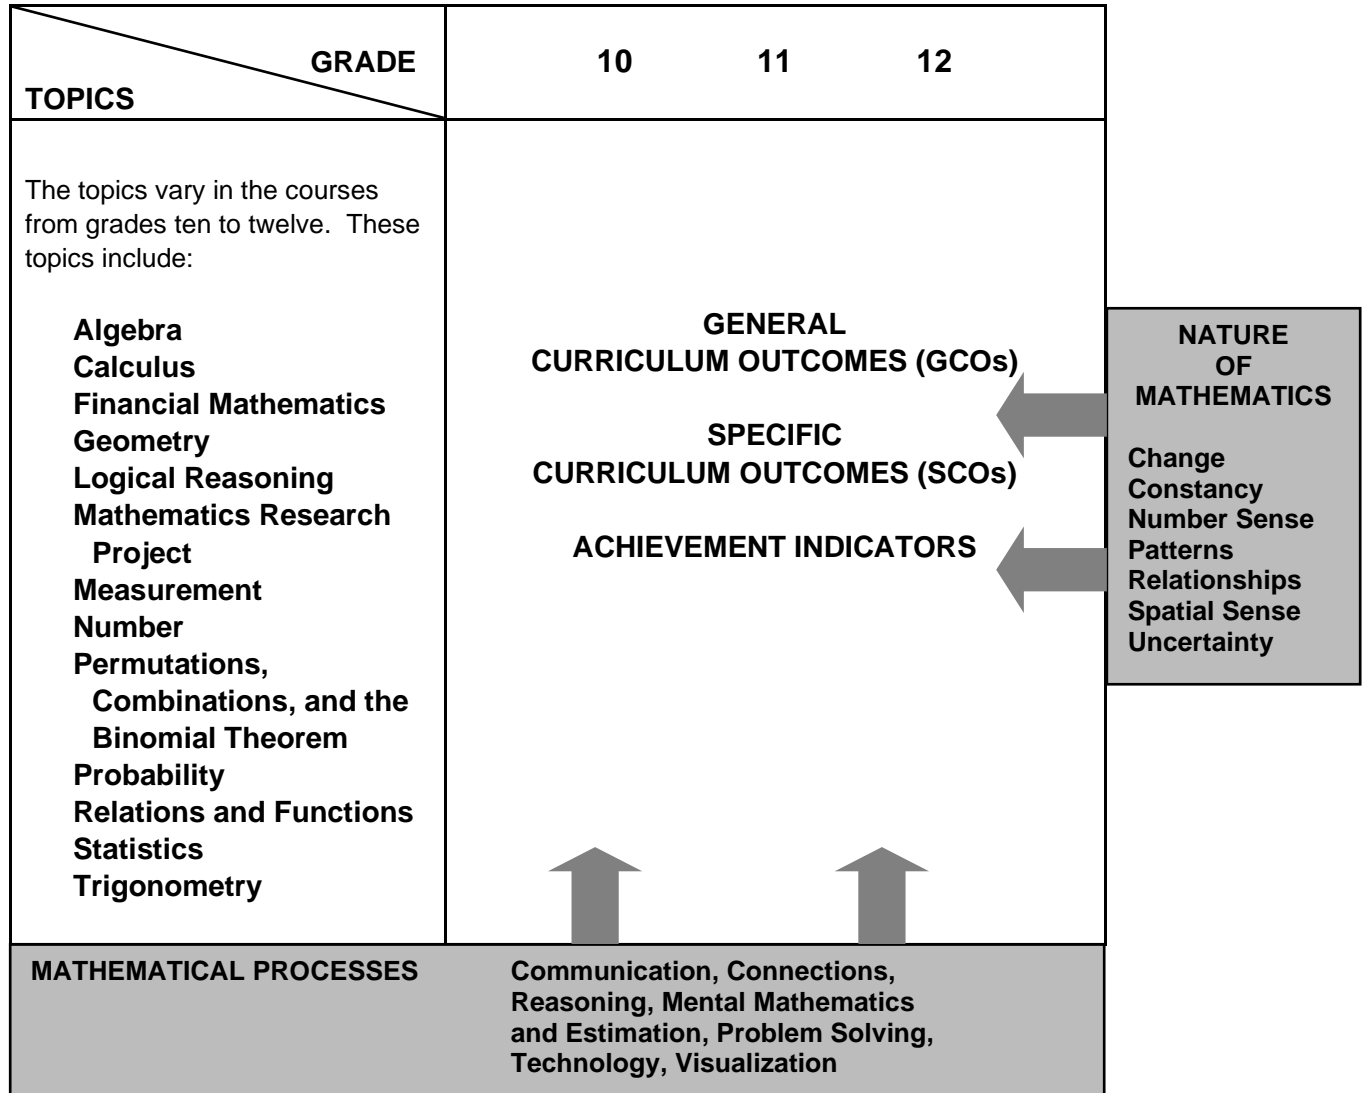 GRADE
TOPICS
10 11 12
The topics vary in the courses
from grades ten to twelve.  These
topics include:
Algebra
Calculus
Financial Mathematics
Geometry
Logical Reasoning
Mathematics Research
Project
Measurement
Number
Permutations,
Combinations, and the
Binomial Theorem
Probability
Relations and Functions
Statistics
Trigonometry
GENERAL
CURRICULUM OUTCOMES (GCOs)
SPECIFIC
CURRICULUM OUTCOMES (SCOs)
ACHIEVEMENT INDICATORS
NATURE
OF
MATHEMATICS
Change
Constancy
Number Sense
Patterns
Relationships
Spatial Sense
Uncertainty
MATHEMATICAL PROCESSES
Communication, Connections,
Reasoning, Mental Mathematics
and Estimation, Problem Solving,
Technology, Visualization